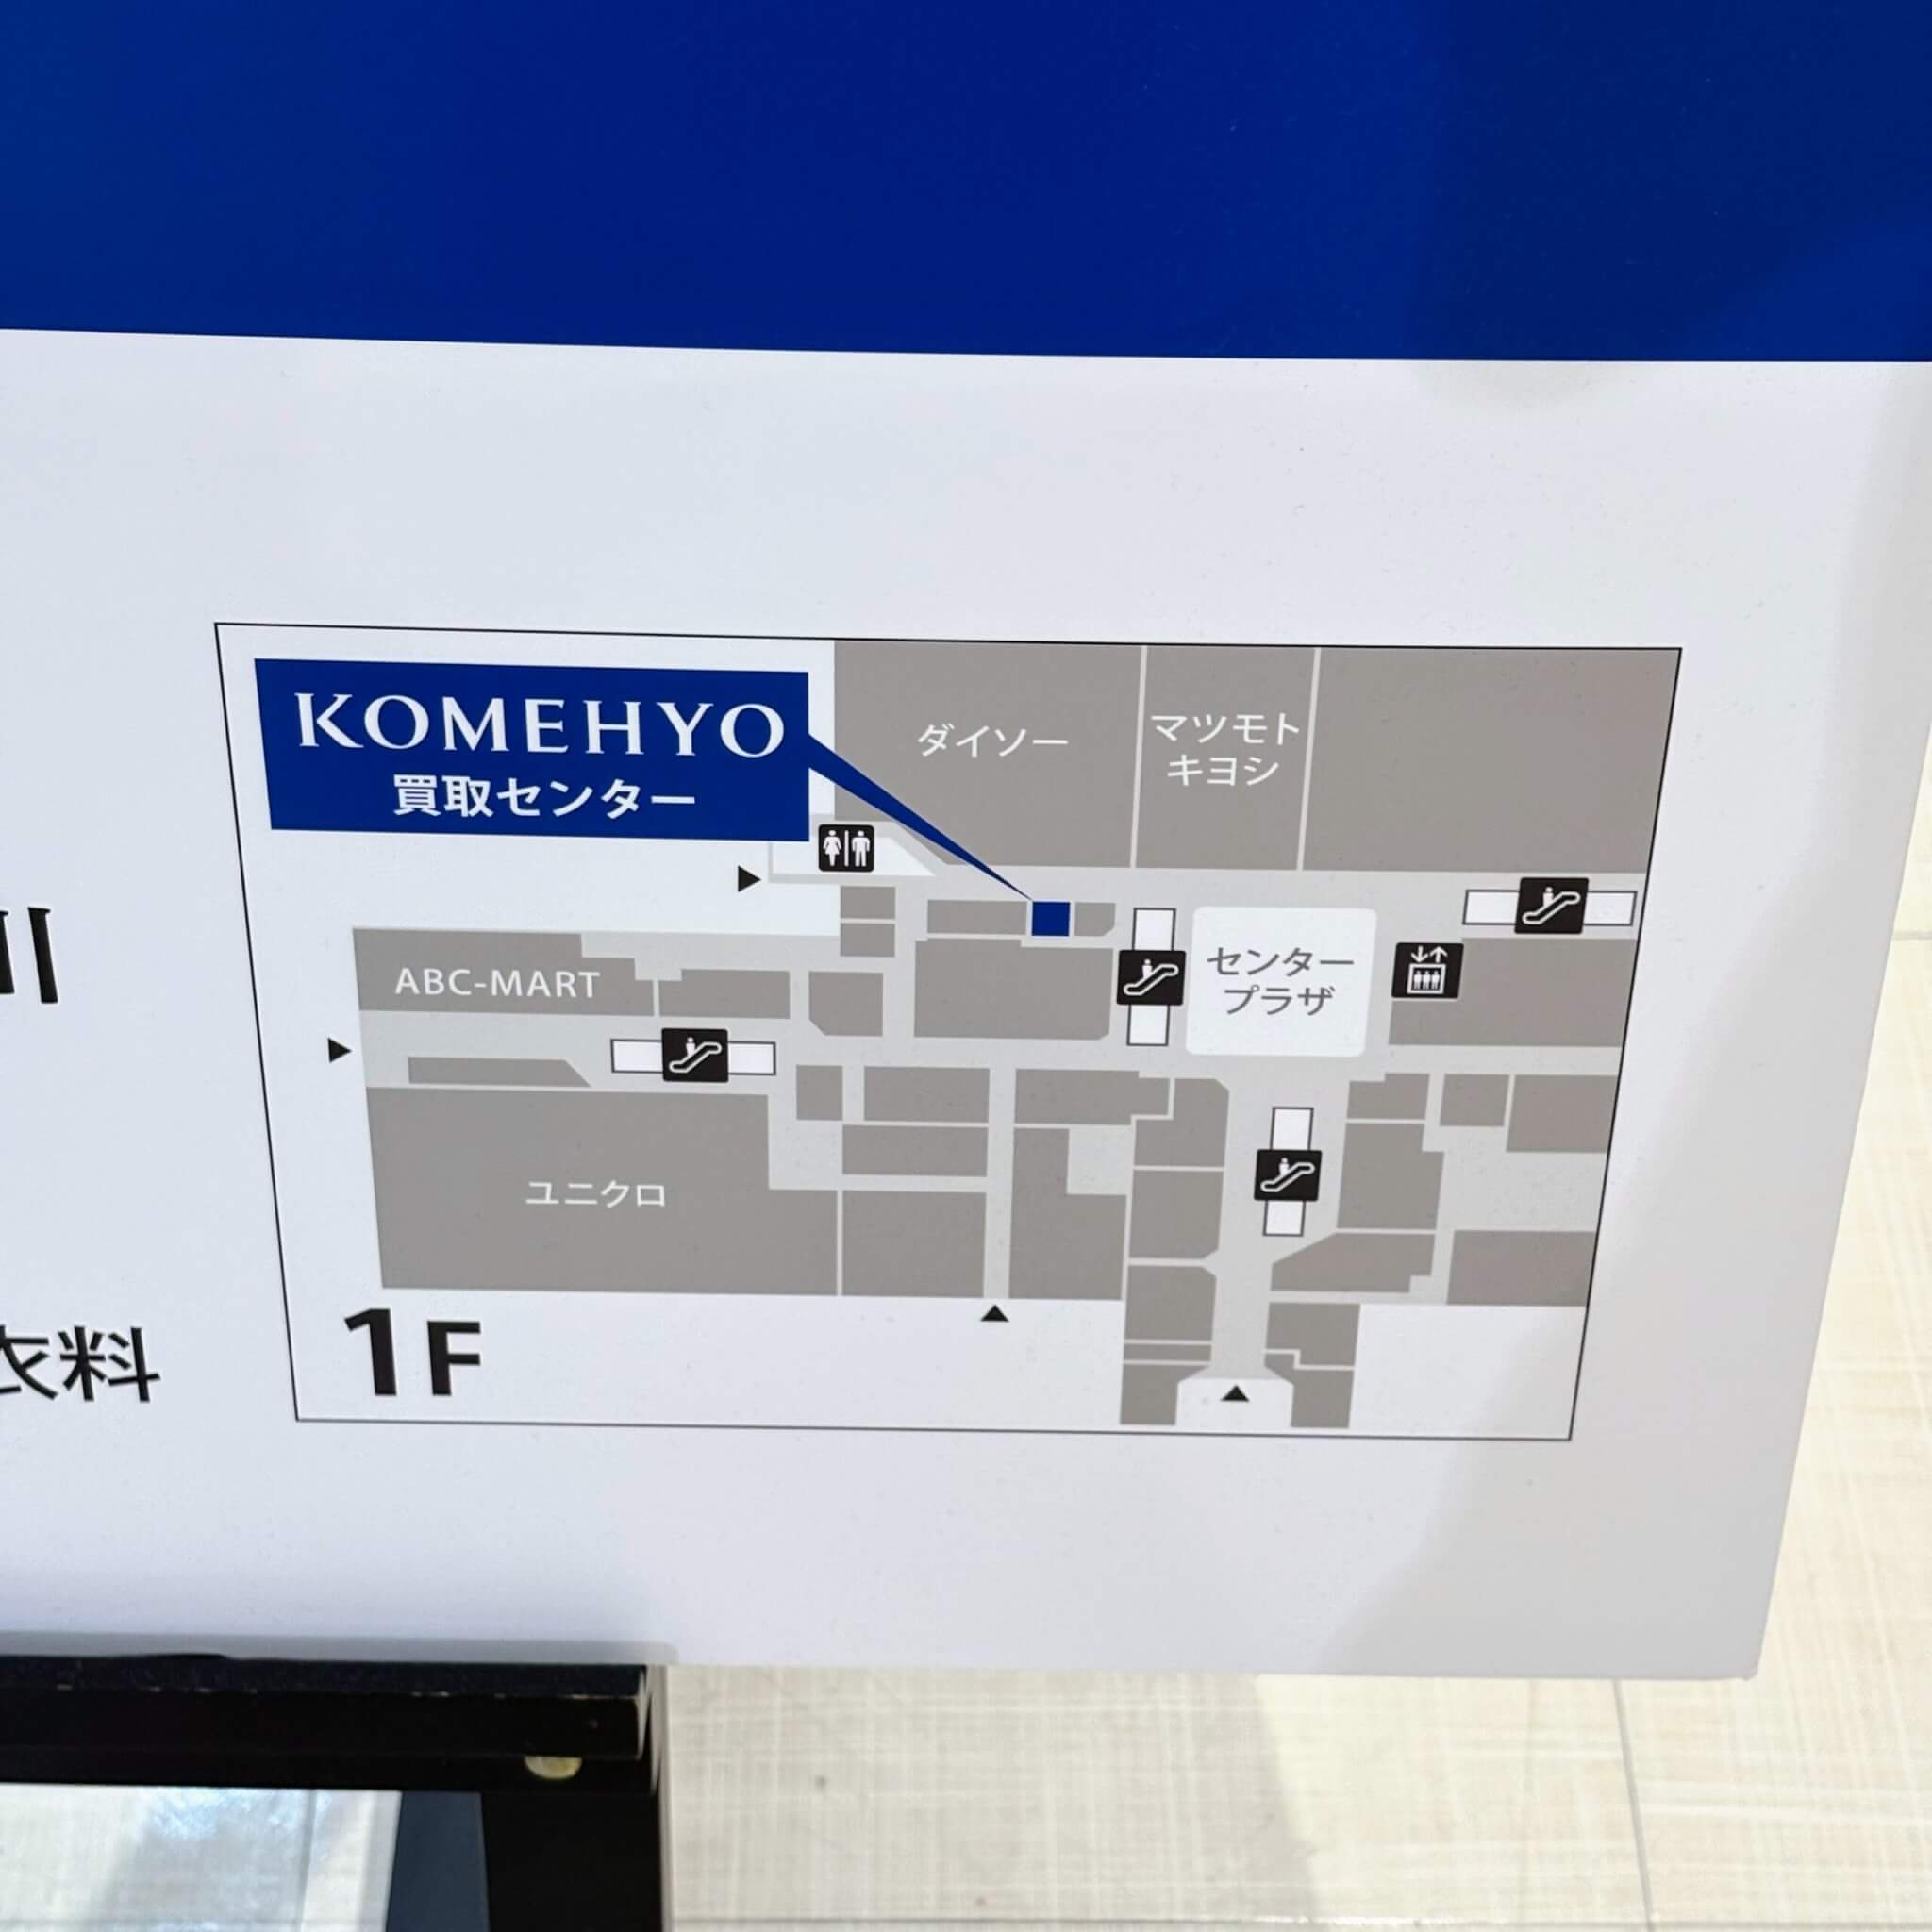 KOMEHYO
買取センター
ダイソー
マツモト
キヨシ
センター
プラザ
ABC-MART
ユニクロ
1F
川
衣料